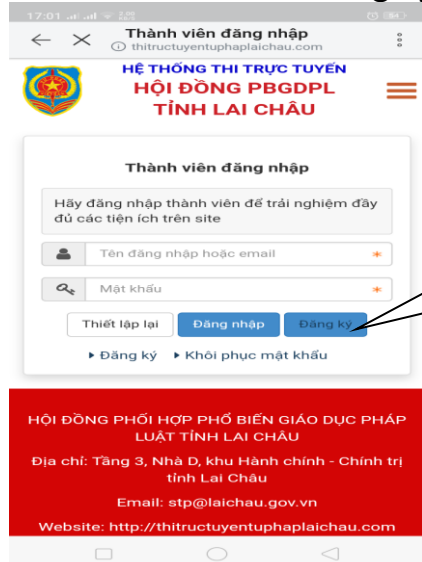 17:01
Thành viên đăng nhập
thitructuyentuphaplaichau.com
HỆ THỐNG THI TRỰC TUYẾN
HỘI ĐỒNG PBGDPL
TỈNH LAI CHÂU
Thành viên đăng nhập
Hãy đăng nhập thành viên để trải nghiệm đầy
đủ các tiện ích trên site
Tên đăng nhập hoặc email *
Mật khẩu *
Thiết lập lại Đăng nhập Đăng ký
Đăng ký Khôi phục mật khẩu
HỘI ĐỒNG PHỐI HỢP PHỔ BIẾN GIÁO DỤC PHÁP
LUẬT TỈNH LAI CHÂU
Địa chỉ: Tầng 3, Nhà D, khu Hành chính - Chính trị
tỉnh Lai Châu
Email: stp@laichau.gov.vn
Website: http://thitructuyentuphaplaichau.com